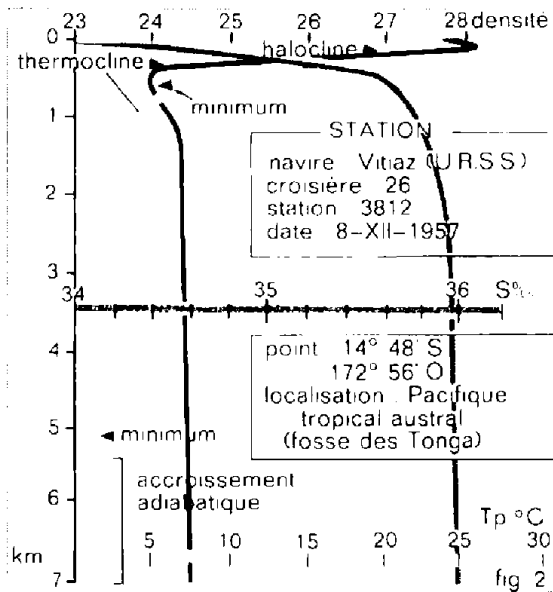 23 24 25 26 27 28 densité
0
halocline
thermocline
minimum
1
STATION
navire Vitiaz (U.R.S.S)
croisière 26
station 3812
date 8-XII-1957
2
3
34 35 36 S%.
point 14° 48' S
172° 56' O
localisation : Pacifique
tropical austral
(fosse des Tonga)
4
5
minimum
accroissement
adiabatique
6
Tp °C
km 5 10 15 20 25 30
7
fig 2